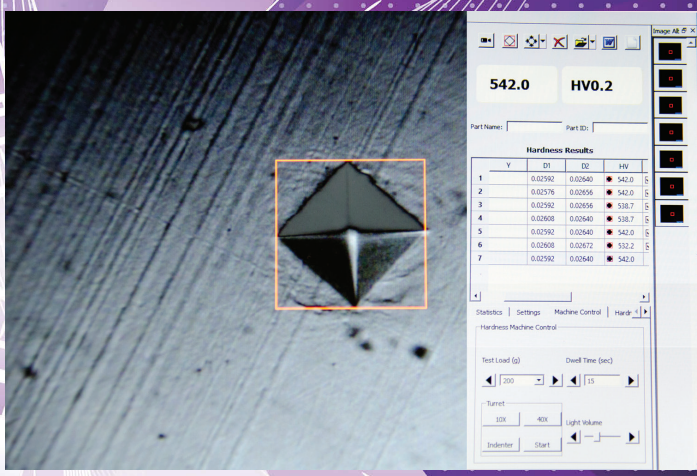 Image Alt
542.0 HV0.2
Part Name: Part ID:
Hardness Results
Y D1 D2 HV
1 0.02592 0.02640 542.0
2 0.02576 0.02656 542.0
3 0.02592 0.02656 538.7
4 0.02608 0.02640 538.7
5 0.02592 0.02640 542.0
6 0.02608 0.02672 532.2
7 0.02592 0.02640 542.0
Statistics Settings Machine Control Hardr
Hardness Machine Control
Test Load (g) Dwell Time (sec)
200 15
Turret
10X 40X
Light Volume
Indenter Start